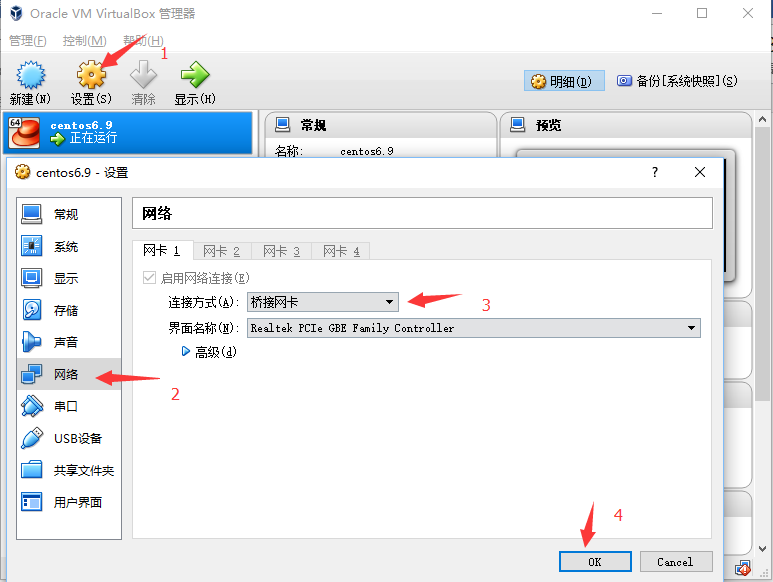 Oracle VM VirtualBox 管理器
管理(F) 控制(M) 帮助(H)
1
新建(N) 设置(S) 清除 显示(H)
明细(D) 备份[系统快照](S)
64
centos6.9
正在运行
常规
名称: centos6.9
预览
centos6.9 - 设置
?
常规
系统
显示
存储
声音
网络
串口
USB设备
共享文件夹
用户界面
2
网络
网卡 1 网卡 2 网卡 3 网卡 4
启用网络连接(E)
连接方式(A): 桥接网卡
3
界面名称(N): Realtek PCIe GBE Family Controller
高级(d)
4
OK Cancel